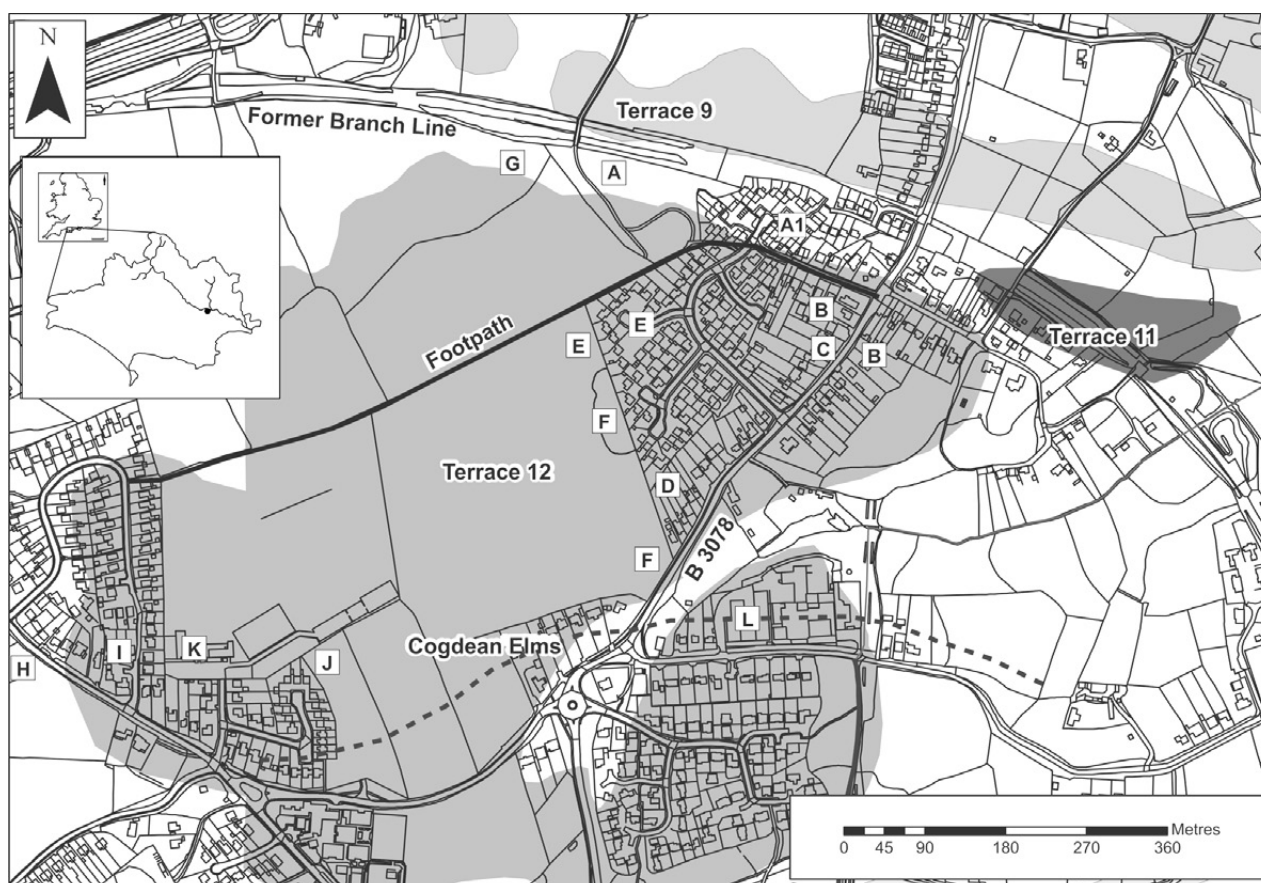 N
Terrace 9
Former Branch Line
G
A
A1
B
Terrace 11
Footpath
E
E
C
B
F
Terrace 12
D
B 3078
F
L
Cogdean Elms
K
I
J
H
Metres
0 45 90 180 270 360